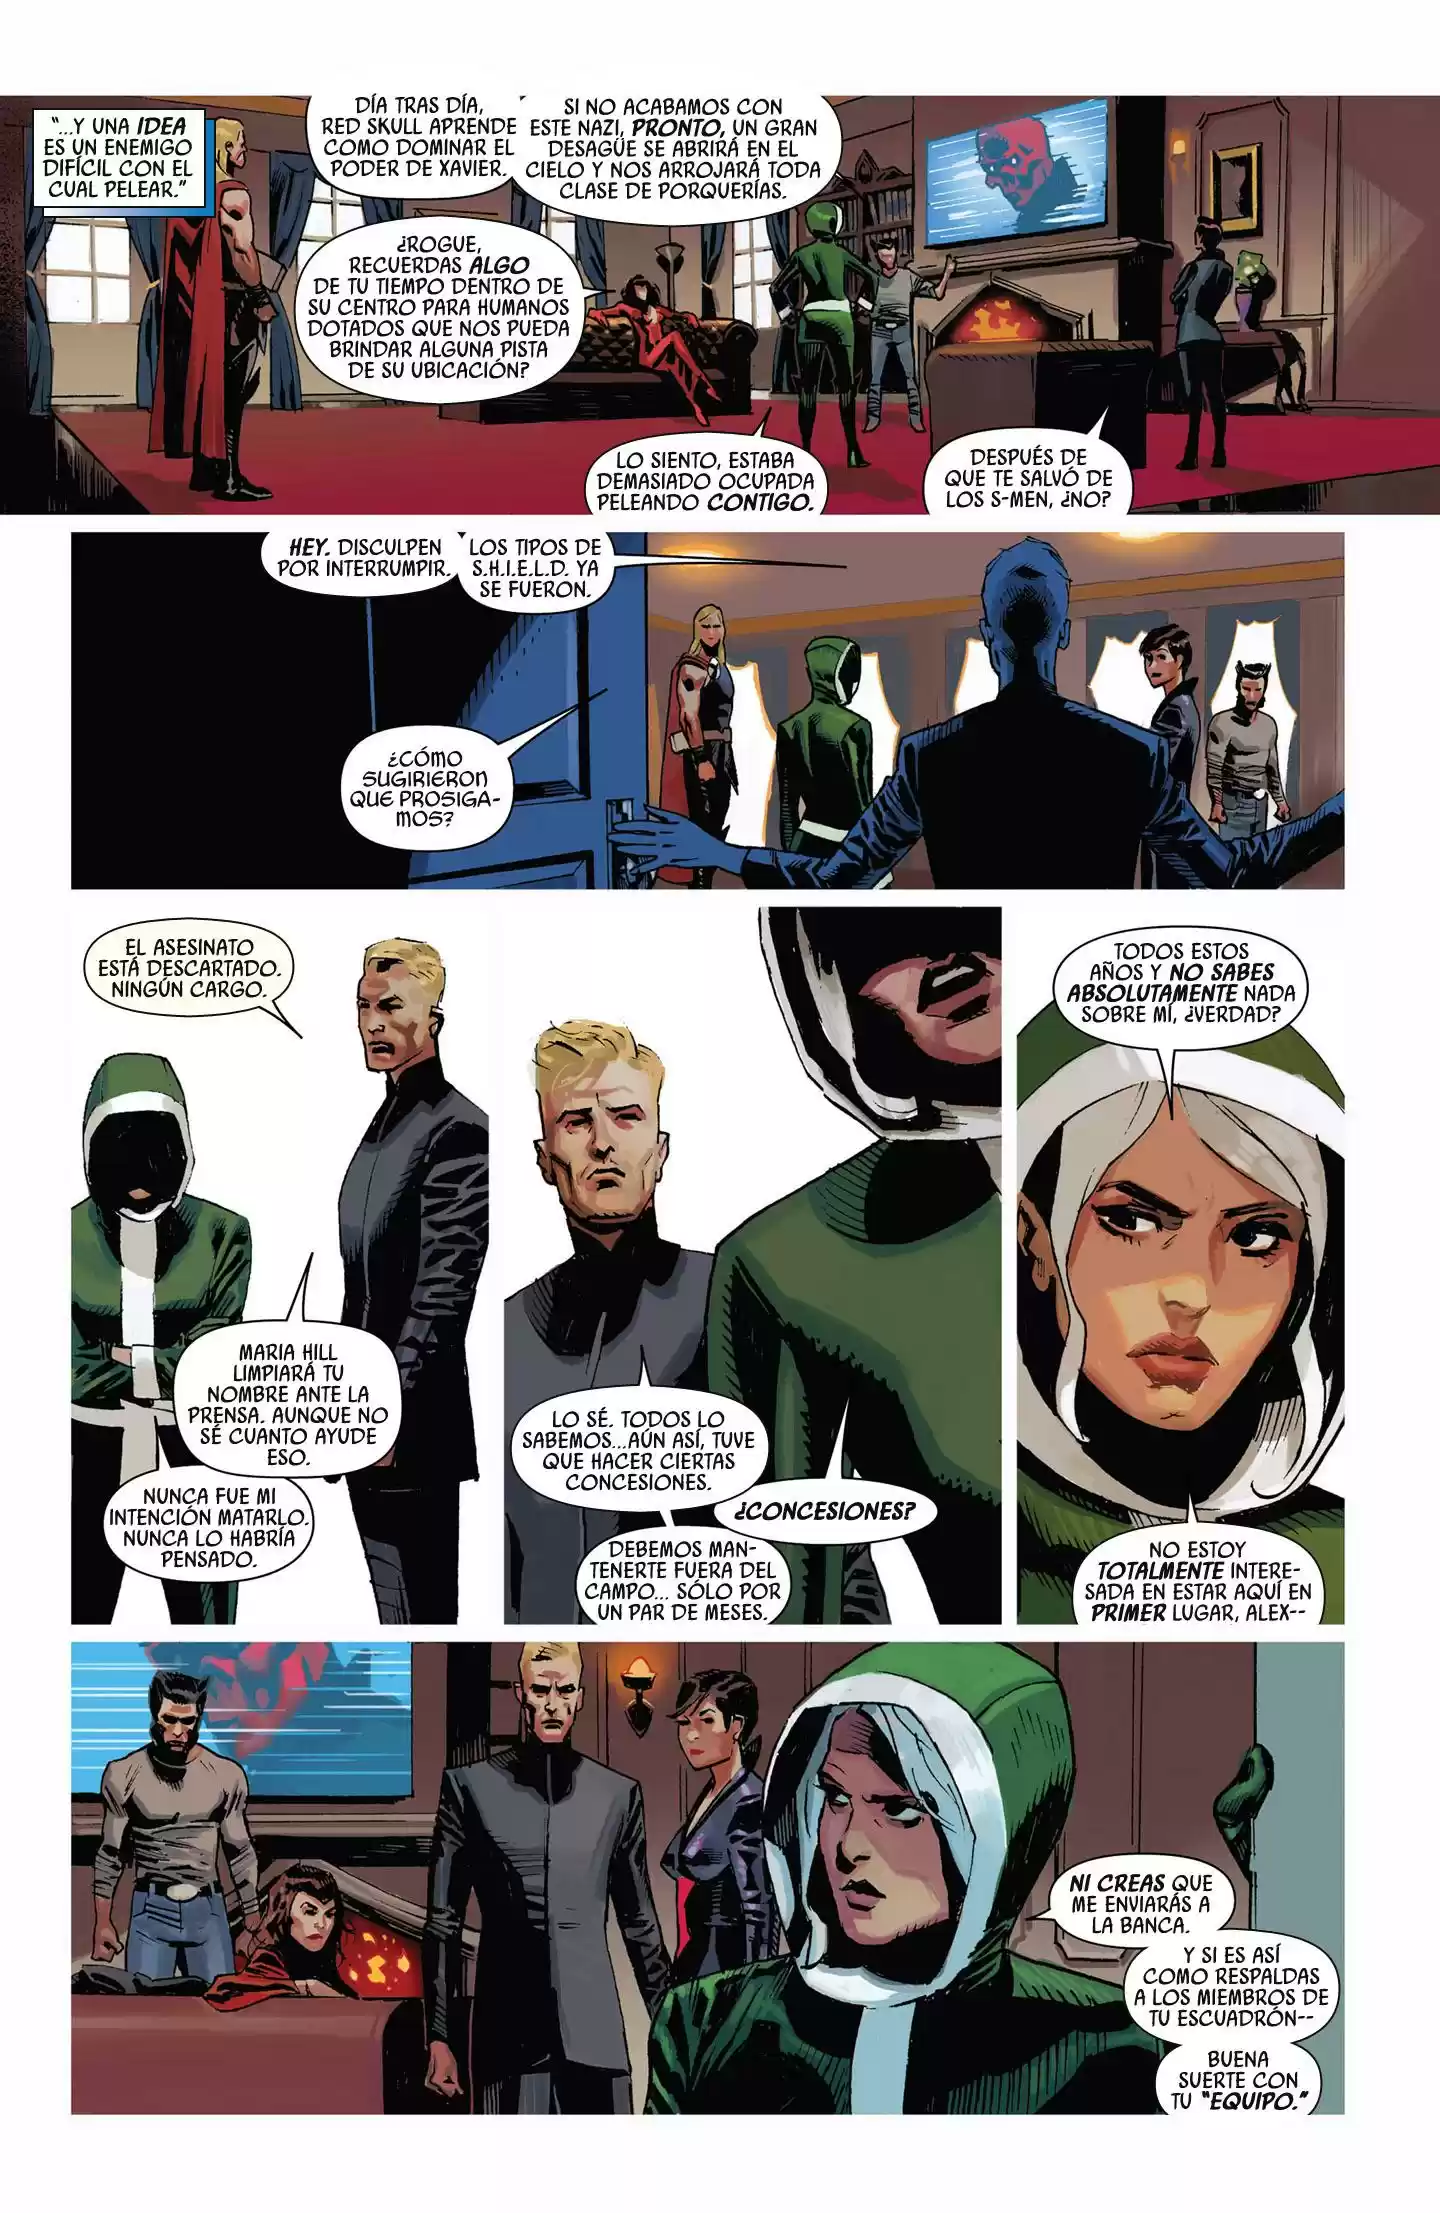 "...Y UNA IDEA
ES UN ENEMIGO
DIFÍCIL CON EL
CUAL PELEAR."
DÍA TRAS DÍA,
RED SKULL APRENDE
COMO DOMINAR EL
PODER DE XAVIER.
SI NO ACABAMOS CON
ESTE NAZI, PRONTO, UN GRAN
DESAGÜE SE ABRIRÁ EN EL
CIELO Y NOS ARROJARÁ TODA
CLASE DE PORQUERÍAS.
¿ROGUE,
RECUERDAS ALGO
DE TU TIEMPO DENTRO DE
SU CENTRO PARA HUMANOS
DOTADOS QUE NOS PUEDA
BRINDAR ALGUNA PISTA
DE SU UBICACIÓN?
LO SIENTO, ESTABA
DEMASIADO OCUPADA
PELEANDO CONTIGO.
DESPUÉS DE
QUE TE SALVÓ DE
LOS S-MEN, ¿NO?
HEY. DISCULPEN
POR INTERRUMPIR.
LOS TIPOS DE
S.H.I.E.L.D. YA
SE FUERON.
¿CÓMO
SUGIRIERON
QUE PROSIGA-
MOS?
EL ASESINATO
ESTÁ DESCARTADO.
NINGÚN CARGO.
MARIA HILL
LIMPIARÁ TU
NOMBRE ANTE LA
PRENSA. AUNQUE NO
SÉ CUANTO AYUDE
ESO.
NUNCA FUE MI
INTENCIÓN MATARLO.
NUNCA LO HABRÍA
PENSADO.
LO SÉ. TODOS LO
SABEMOS...AÚN ASÍ, TUVE
QUE HACER CIERTAS
CONCESIONES.
¿CONCESIONES?
DEBEMOS MAN-
TENERTE FUERA DEL
CAMPO... SÓLO POR
UN PAR DE MESES.
TODOS ESTOS
AÑOS Y NO SABES
ABSOLUTAMENTE NADA
SOBRE MÍ, ¿VERDAD?
NO ESTOY
TOTALMENTE INTERE-
SADA EN ESTAR AQUÍ EN
PRIMER LUGAR, ALEX--
NI CREAS QUE
ME ENVIARÁS A
LA BANCA.
Y SI ES ASÍ
COMO RESPALDAS
A LOS MIEMBROS DE
TU ESCUADRÓN--
BUENA
SUERTE CON
TU "EQUIPO."